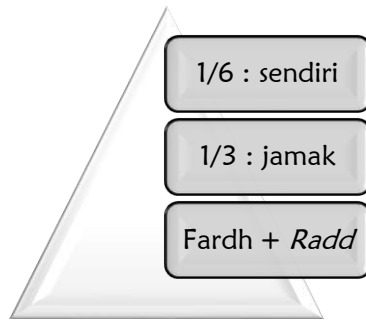 1/6 : sendiri
1/3 : jamak
Fardh + Radd